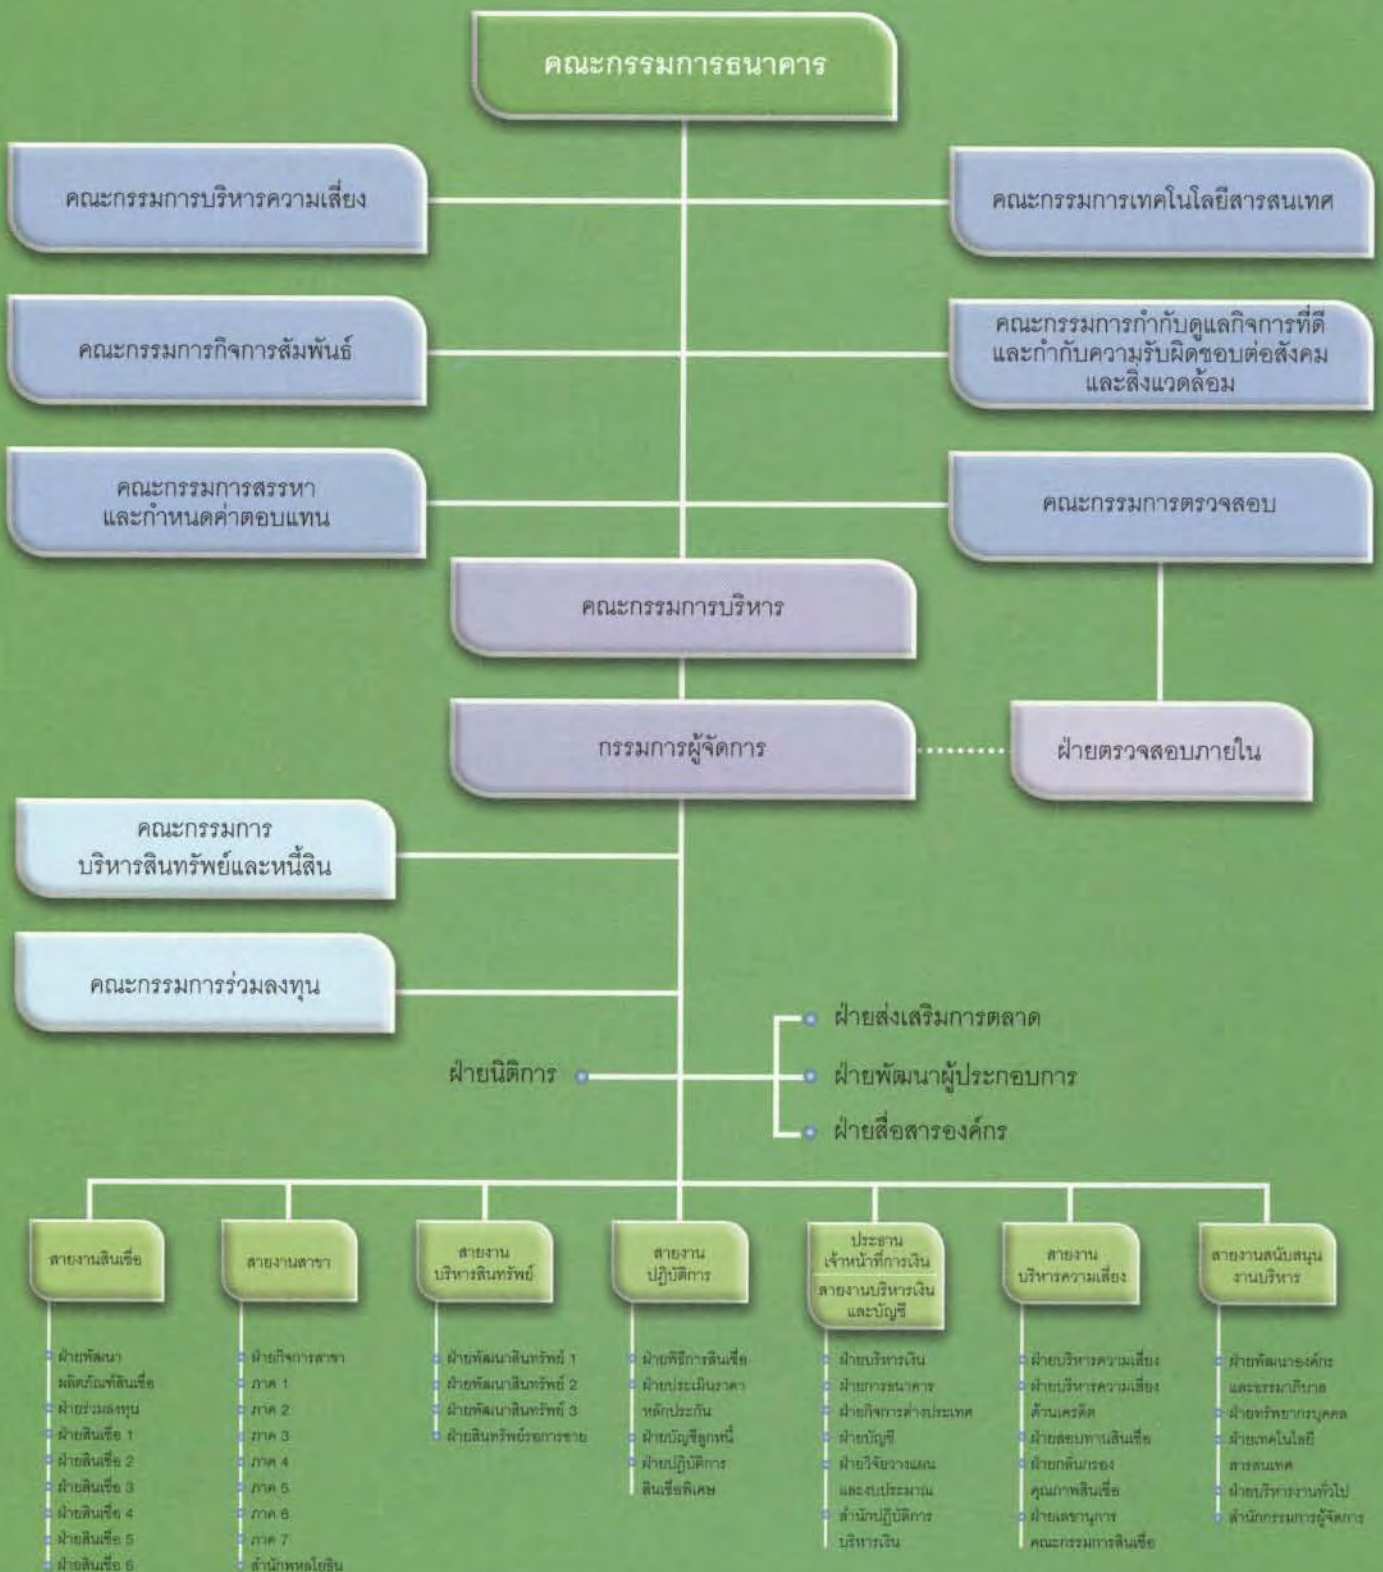 คณะกรรมการธนาคาร
คณะกรรมการบริหารความเสี่ยง
คณะกรรมการเทคโนโลยีสารสนเทศ
คณะกรรมการกิจการสัมพันธ์
คณะกรรมการกำกับดูแลกิจการที่ดี
และกำกับความรับผิดชอบต่อสังคม
และสิ่งแวดล้อม
คณะกรรมการสรรหา
และกำหนดค่าตอบแทน
คณะกรรมการตรวจสอบ
คณะกรรมการบริหาร
กรรมการผู้จัดการ
ฝ่ายตรวจสอบภายใน
คณะกรรมการ
บริหารสินทรัพย์และหนี้สิน
คณะกรรมการร่วมลงทุน
ฝ่ายนิติการ
ฝ่ายส่งเสริมการตลาด
ฝ่ายพัฒนาผู้ประกอบการ
ฝ่ายสื่อสารองค์กร
สายงานสินเชื่อ
ฝ่ายพัฒนา
ผลิตภัณฑ์สินเชื่อ
ฝ่ายร่วมลงทุน
ฝ่ายสินเชื่อ 1
ฝ่ายสินเชื่อ 2
ฝ่ายสินเชื่อ 3
ฝ่ายสินเชื่อ 4
ฝ่ายสินเชื่อ 5
ฝ่ายสินเชื่อ 6
สายงานสาขา
ฝ่ายกิจการสาขา
ภาค 1
ภาค 2
ภาค 3
ภาค 4
ภาค 5
ภาค 6
ภาค 7
สำนักพหลโยธิน
สายงาน
บริหารสินทรัพย์
ฝ่ายพัฒนาสินทรัพย์ 1
ฝ่ายพัฒนาสินทรัพย์ 2
ฝ่ายพัฒนาสินทรัพย์ 3
ฝ่ายสินทรัพย์รอการขาย
สายงาน
ปฏิบัติการ
ฝ่ายพิธีการสินเชื่อ
ฝ่ายประเมินราคา
หลักประกัน
ฝ่ายบัญชีลูกหนี้
ฝ่ายปฏิบัติการ
สินเชื่อพิเศษ
ประธาน
เจ้าหน้าที่การเงิน
สายงานบริหารเงิน
และบัญชี
ฝ่ายบริหารเงิน
ฝ่ายการธนาคาร
ฝ่ายกิจการต่างประเทศ
ฝ่ายบัญชี
ฝ่ายวิจัยวางแผน
และงบประมาณ
สำนักปฏิบัติการ
บริหารเงิน
สายงาน
บริหารความเสี่ยง
ฝ่ายบริหารความเสี่ยง
ฝ่ายบริหารความเสี่ยง
ด้านเครดิต
ฝ่ายสอบทานสินเชื่อ
ฝ่ายกลั่นกรอง
คุณภาพสินเชื่อ
ฝ่ายเลขานุการ
คณะกรรมการสินเชื่อ
สายงานสนับสนุน
งานบริหาร
ฝ่ายพัฒนาองค์กร
และธรรมาภิบาล
ฝ่ายทรัพยากรบุคคล
ฝ่ายเทคโนโลยี
สารสนเทศ
ฝ่ายบริหารงานทั่วไป
สำนักกรรมการผู้จัดการ